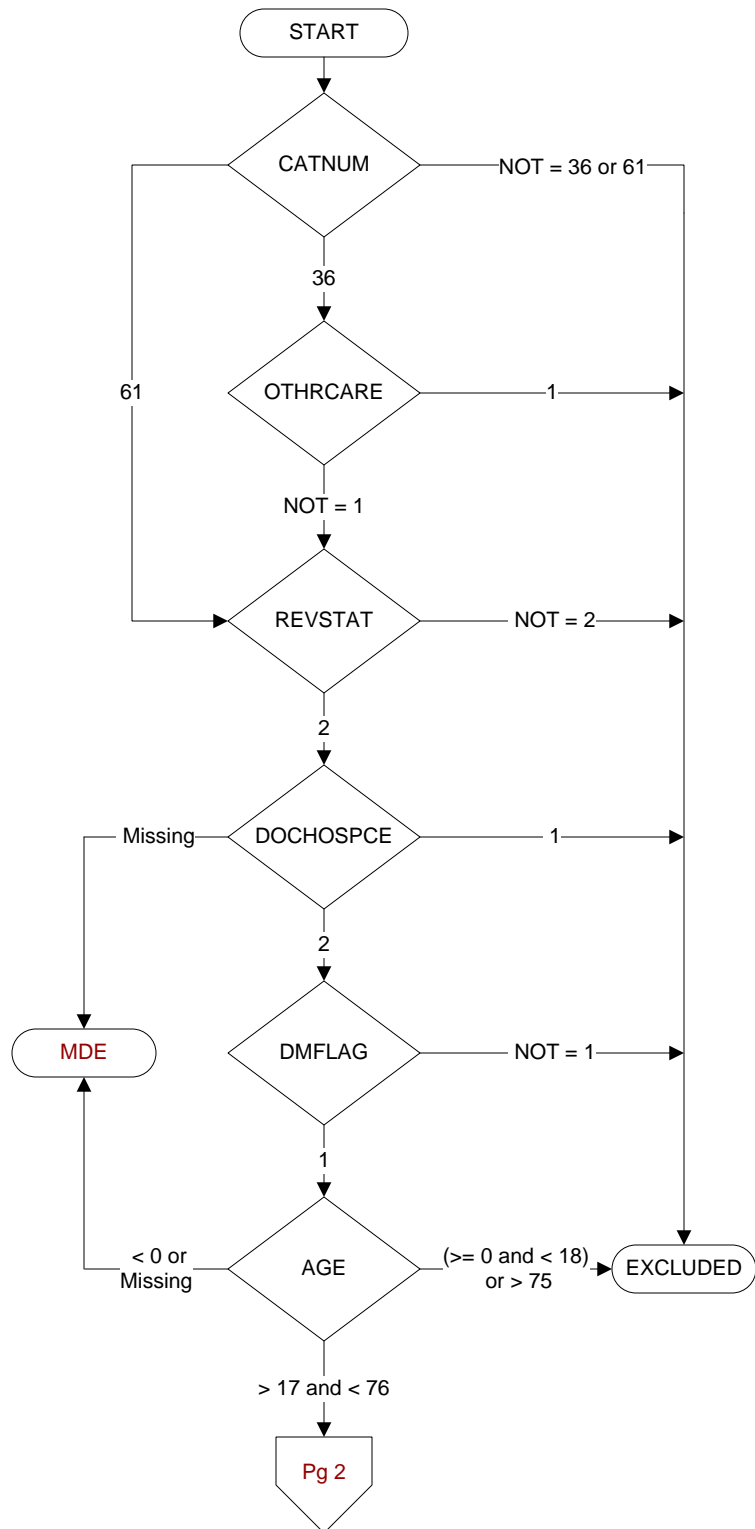 START
CATNUM
NOT = 36 or 61
36
61
OTHRCARE
1
NOT = 1
REVSTAT
NOT = 2
2
Missing
DOCHOSPCE
1
2
MDE
DMFLAG
NOT = 1
1
< 0 or
Missing
AGE
(>= 0 and < 18)
or > 75
EXCLUDED
> 17 and < 76
Pg 2